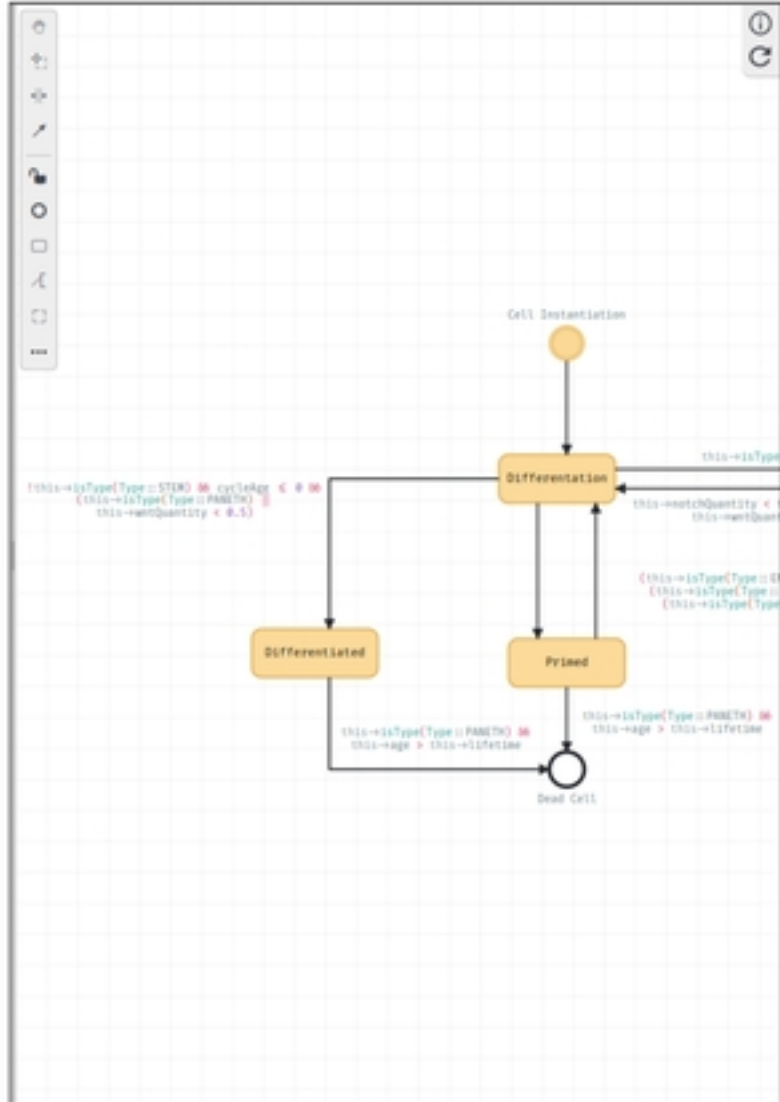 Cell Instantiation
Differentation
this→isType
!this→isType(Type::STEM) && cycleAge ≤ 0 &&
(this→isType(Type::PANETH) ||
this→wntQuantity < 0.5)
this→notchQuantity <
this→wntQuant
(this→isType(Type::
(this→isType(Type::
(this→isType(Type
Differentiated
Primed
this→isType(Type::PANETH) &&
this→age > this→lifetime
this→isType(Type::PANETH) &&
this→age > this→lifetime
Dead Cell